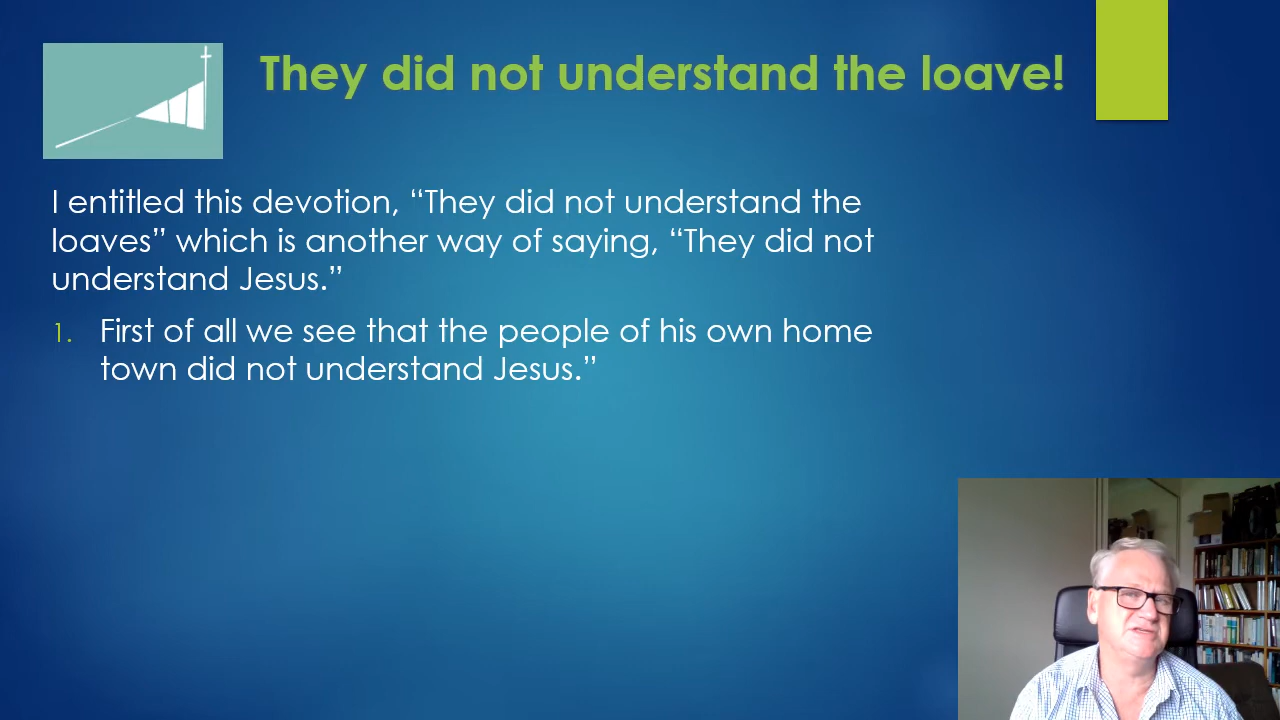 They did not understand the loave!
I entitled this devotion, “They did not understand the
loaves” which is another way of saying, “They did not
understand Jesus.”
1. First of all we see that the people of his own home
town did not understand Jesus.”